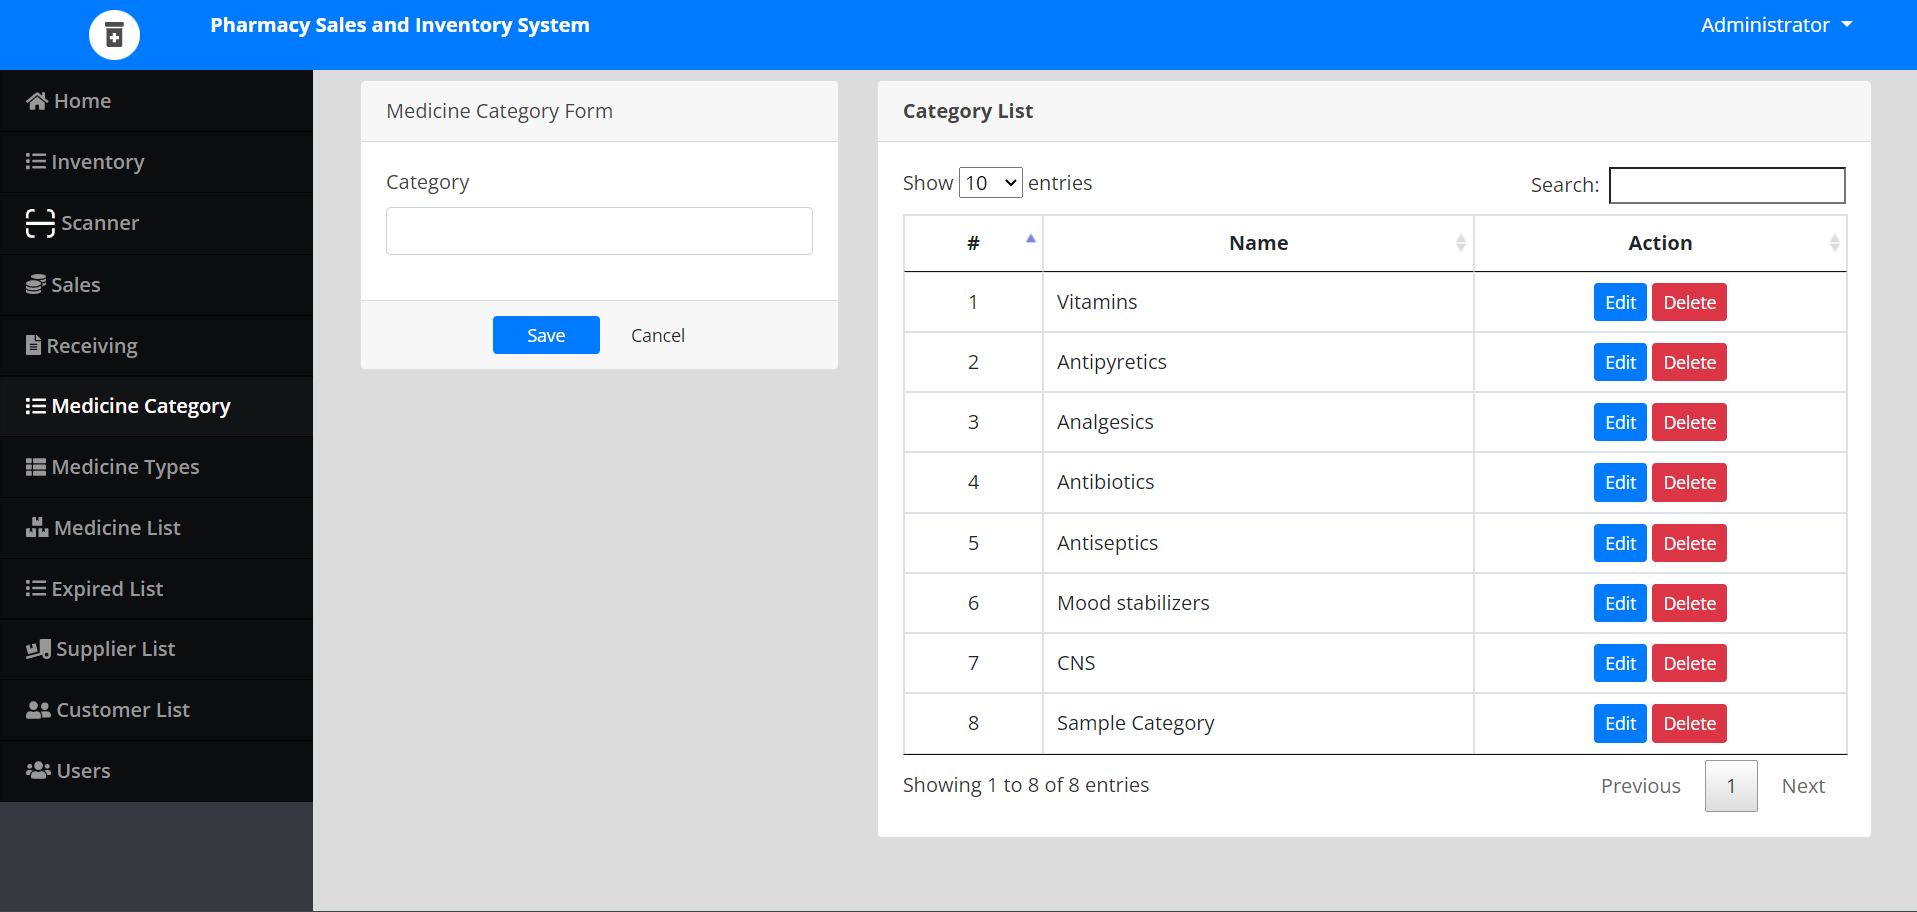 Pharmacy Sales and Inventory System
Administrator
Home
Inventory
Scanner
Sales
Receiving
Medicine Category
Medicine Types
Medicine List
Expired List
Supplier List
Customer List
Users
Medicine Category Form
Category
Save Cancel
Category List
Show 10 entries Search:
# Name Action
1 Vitamins Edit Delete
2 Antipyretics Edit Delete
3 Analgesics Edit Delete
4 Antibiotics Edit Delete
5 Antiseptics Edit Delete
6 Mood stabilizers Edit Delete
7 CNS Edit Delete
8 Sample Category Edit Delete
Showing 1 to 8 of 8 entries Previous 1 Next